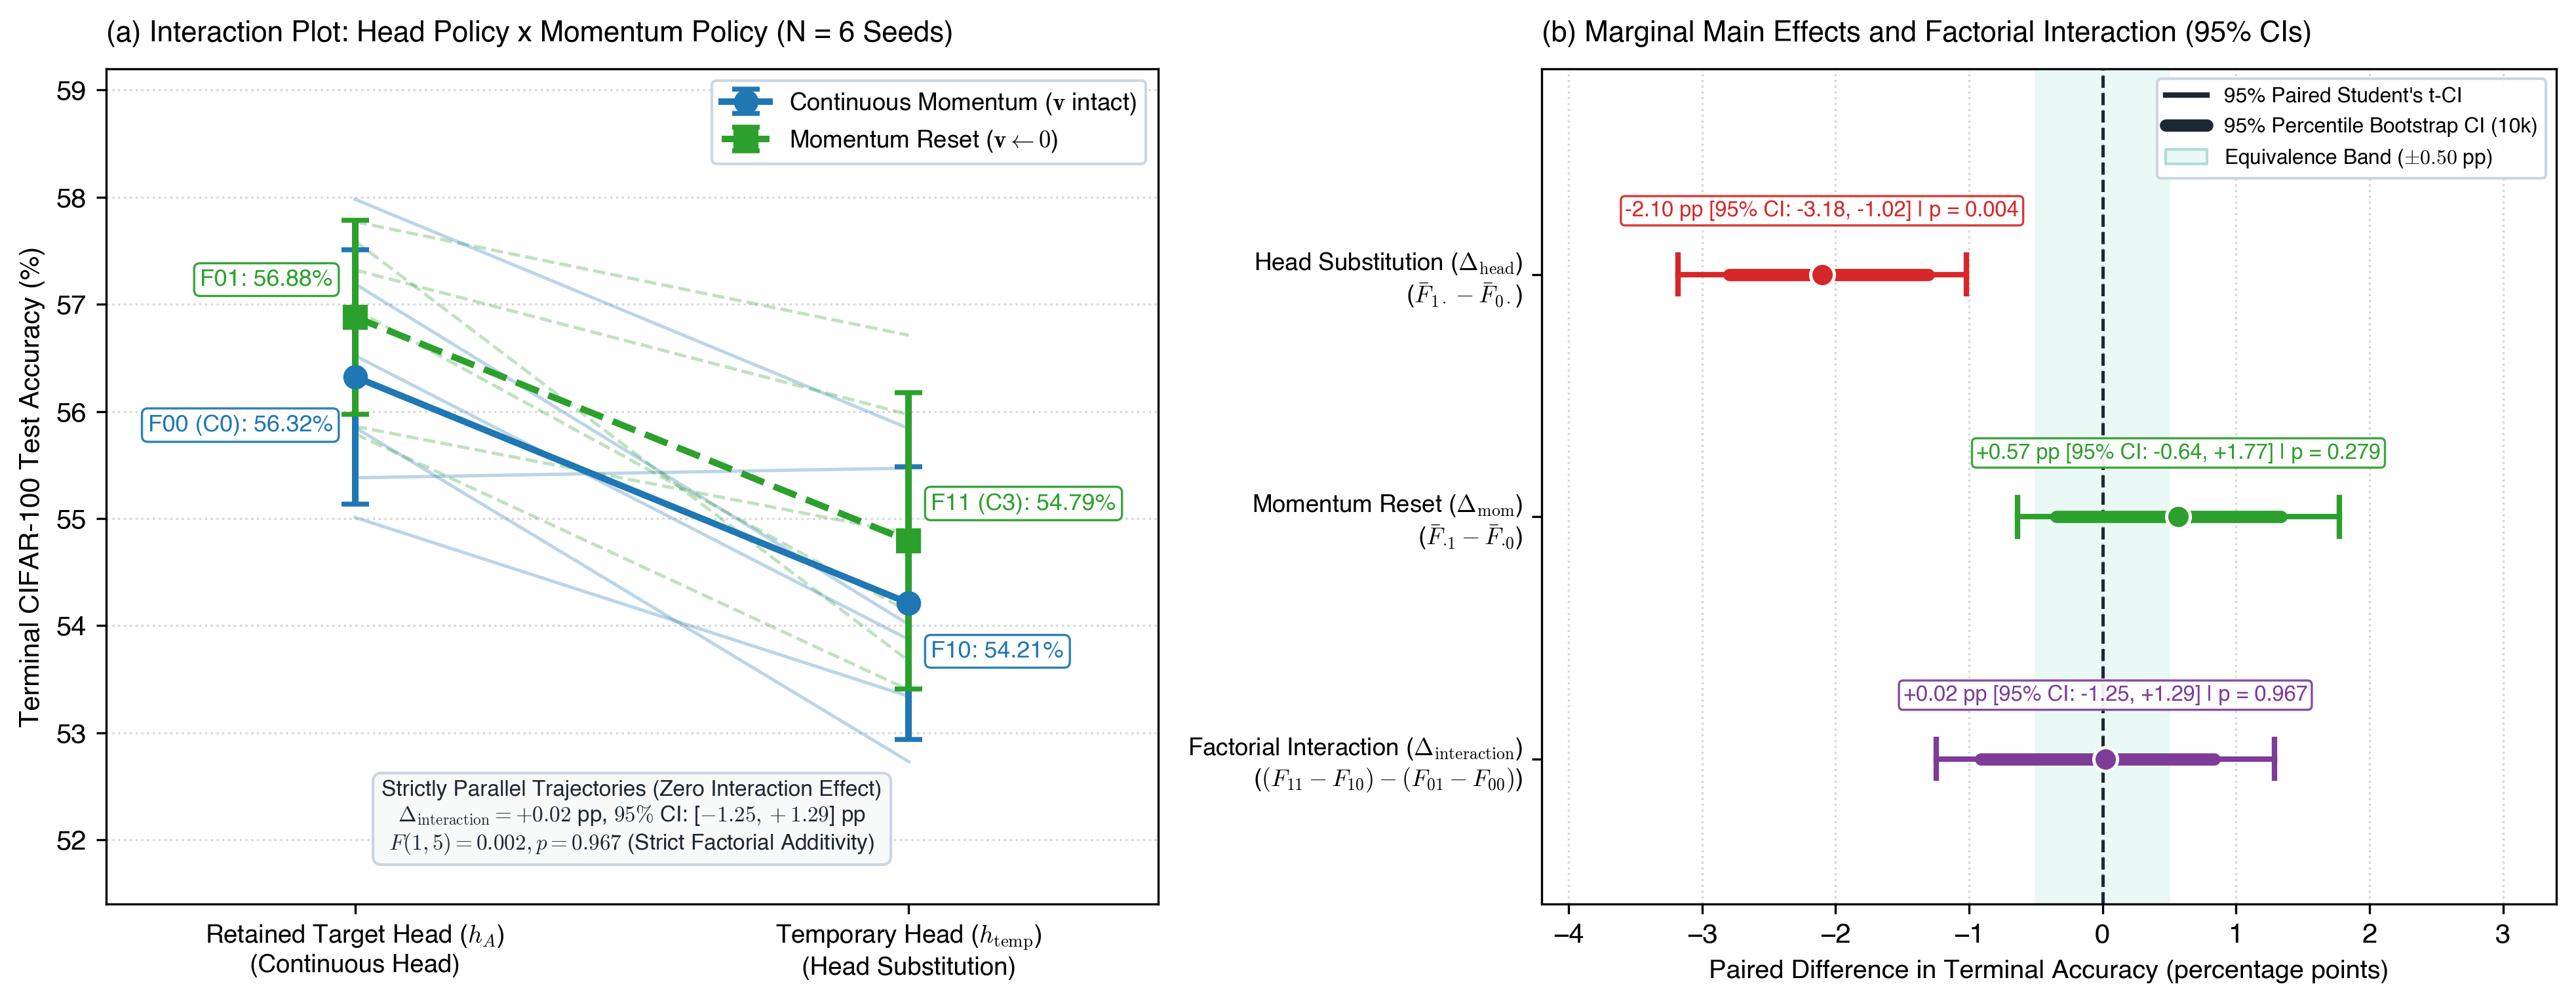 (a) Interaction Plot: Head Policy x Momentum Policy (N = 6 Seeds)
Terminal CIFAR-100 Test Accuracy (%)
59
58
57
56
55
54
53
52
Continuous Momentum (v intact)
Momentum Reset (v ← 0)
F01: 56.88%
F00 (C0): 56.32%
F11 (C3): 54.79%
F10: 54.21%
Strictly Parallel Trajectories (Zero Interaction Effect)
Δinteraction = +0.02 pp, 95% CI: [−1.25, +1.29] pp
F(1, 5) = 0.002, p = 0.967 (Strict Factorial Additivity)
Retained Target Head (hA)
(Continuous Head)
Temporary Head (htemp)
(Head Substitution)
(b) Marginal Main Effects and Factorial Interaction (95% CIs)
95% Paired Student's t-CI
95% Percentile Bootstrap CI (10k)
Equivalence Band (±0.50 pp)
Head Substitution (Δhead)
(F̄1· − F̄0·)
-2.10 pp [95% CI: -3.18, -1.02] | p = 0.004
Momentum Reset (Δmom)
(F̄·1 − F̄·0)
+0.57 pp [95% CI: -0.64, +1.77] | p = 0.279
Factorial Interaction (Δinteraction)
((F11 − F10) − (F01 − F00))
+0.02 pp [95% CI: -1.25, +1.29] | p = 0.967
−4
−3
−2
−1
0
1
2
3
Paired Difference in Terminal Accuracy (percentage points)